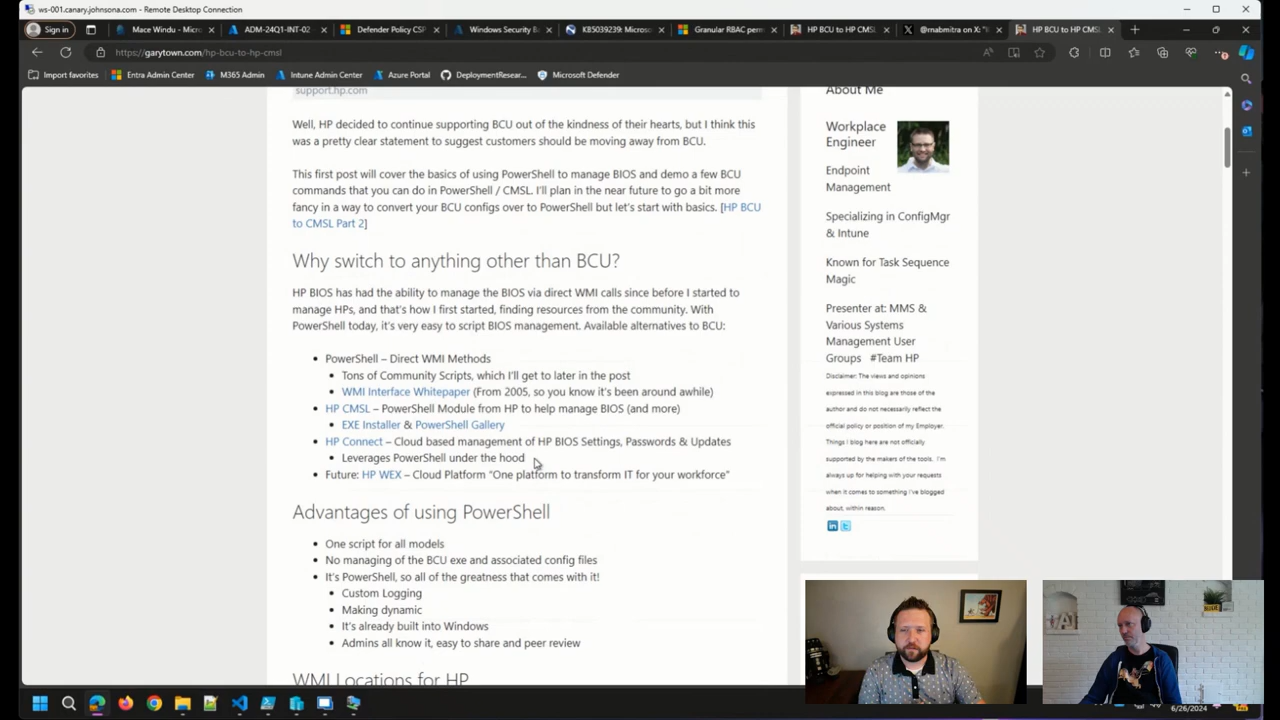 ws-001.canary.johnsona.com - Remote Desktop Connection
Sign in
Mace Windu - Micros
ADM-24Q1-INT-02
Defender Policy CSP
Windows Security Ba
KB5039239: Microso
Granular RBAC perm
HP BCU to HP CMSL
@rnabmitra on X: "H
HP BCU to HP CMSL
https://garytown.com/hp-bcu-to-hp-cmsl
Import favorites
Entra Admin Center
M365 Admin
Intune Admin Center
Azure Portal
DeploymentResear...
Microsoft Defender
support.hp.com
Well, HP decided to continue supporting BCU out of the kindness of their hearts, but I think this
was a pretty clear statement to suggest customers should be moving away from BCU.
This first post will cover the basics of using PowerShell to manage BIOS and demo a few BCU
commands that you can do in PowerShell / CMSL. I'll plan in the near future to go a bit more
fancy in a way to convert your BCU configs over to PowerShell but let's start with basics. [HP BCU
to CMSL Part 2]
Why switch to anything other than BCU?
HP BIOS has had the ability to manage the BIOS via direct WMI calls since before I started to
manage HPs, and that's how I first started, finding resources from the community. With
PowerShell today, it's very easy to script BIOS management. Available alternatives to BCU:
• PowerShell – Direct WMI Methods
• Tons of Community Scripts, which I'll get to later in the post
• WMI Interface Whitepaper (From 2005, so you know it's been around awhile)
• HP CMSL – PowerShell Module from HP to help manage BIOS (and more)
• EXE Installer & PowerShell Gallery
• HP Connect – Cloud based management of HP BIOS Settings, Passwords & Updates
• Leverages PowerShell under the hood
• Future: HP WEX – Cloud Platform "One platform to transform IT for your workforce"
Advantages of using PowerShell
• One script for all models
• No managing of the BCU exe and associated config files
• It's PowerShell, so all of the greatness that comes with it!
• Custom Logging
• Making dynamic
• It's already built into Windows
• Admins all know it, easy to share and peer review
WMI Locations for HP
About Me
Workplace
Engineer
Endpoint
Management
Specializing in ConfigMgr
& Intune
Known for Task Sequence
Magic
Presenter at: MMS &
Various Systems
Management User
Groups #Team HP
Disclaimer: The views and opinions
expressed in this blog are those of the
author and do not necessarily reflect the
official policy or position of my Employer.
Things I blog here are not officially
supported by the makers of the tools. I'm
always up for helping with your requests
when it comes to something I've blogged
about, within reason.
6/26/2024